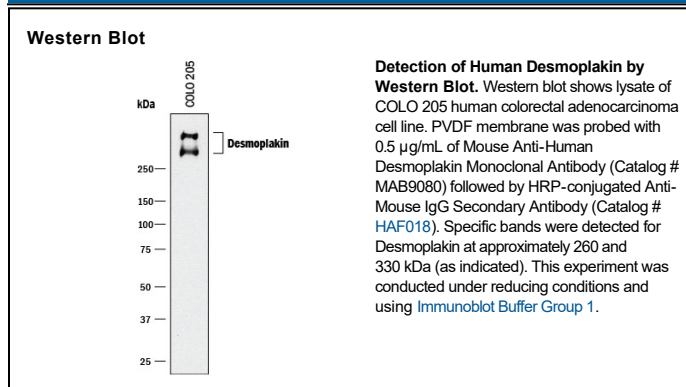 Western Blot
kDa
COLO 205
Desmoplakin
250
150
100
75
50
37
25
Detection of Human Desmoplakin by
Western Blot. Western blot shows lysate of
COLO 205 human colorectal adenocarcinoma
cell line. PVDF membrane was probed with
0.5 µg/mL of Mouse Anti-Human
Desmoplakin Monoclonal Antibody (Catalog #
MAB9080) followed by HRP-conjugated Anti-
Mouse IgG Secondary Antibody (Catalog #
HAF018). Specific bands were detected for
Desmoplakin at approximately 260 and
330 kDa (as indicated). This experiment was
conducted under reducing conditions and
using Immunoblot Buffer Group 1.